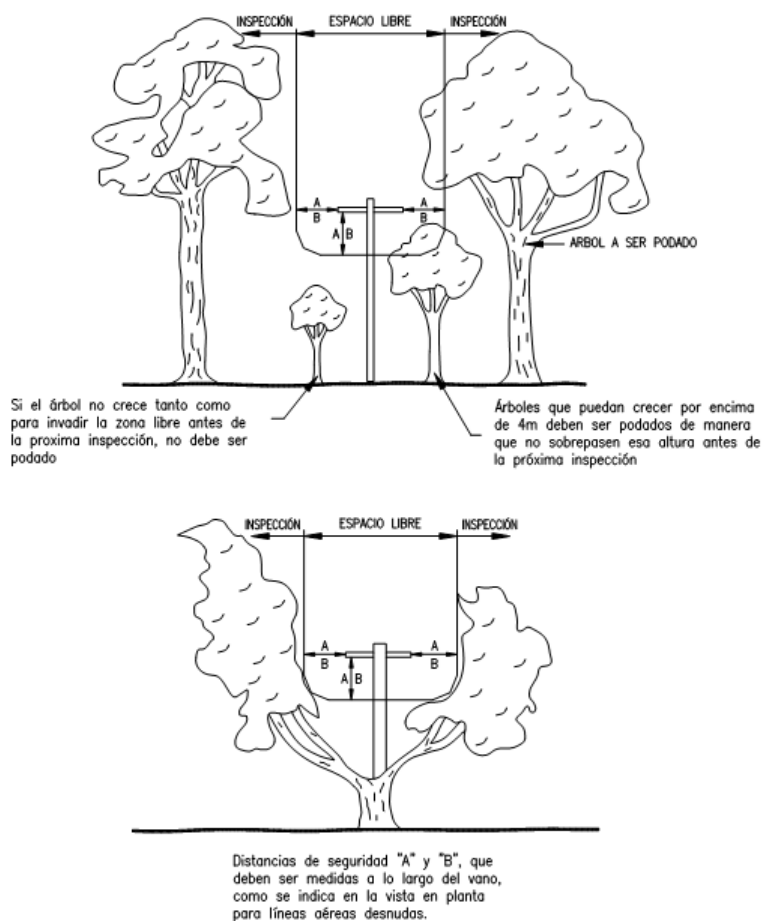 INSPECCIÓN ESPACIO LIBRE INSPECCIÓN
A A
B B
A B
ARBOL A SER PODADO
Si el árbol no crece tanto como
para invadir la zona libre antes de
la proxima inspección, no debe ser
podado
Árboles que puedan crecer por encima
de 4m deben ser podados de manera
que no sobrepasen esa altura antes de
la próxima inspección
INSPECCIÓN ESPACIO LIBRE INSPECCIÓN
A A
B B
A B
Distancias de seguridad "A" y "B", que
deben ser medidas a lo largo del vano,
como se indica en la vista en planta
para líneas aéreas desnudas.